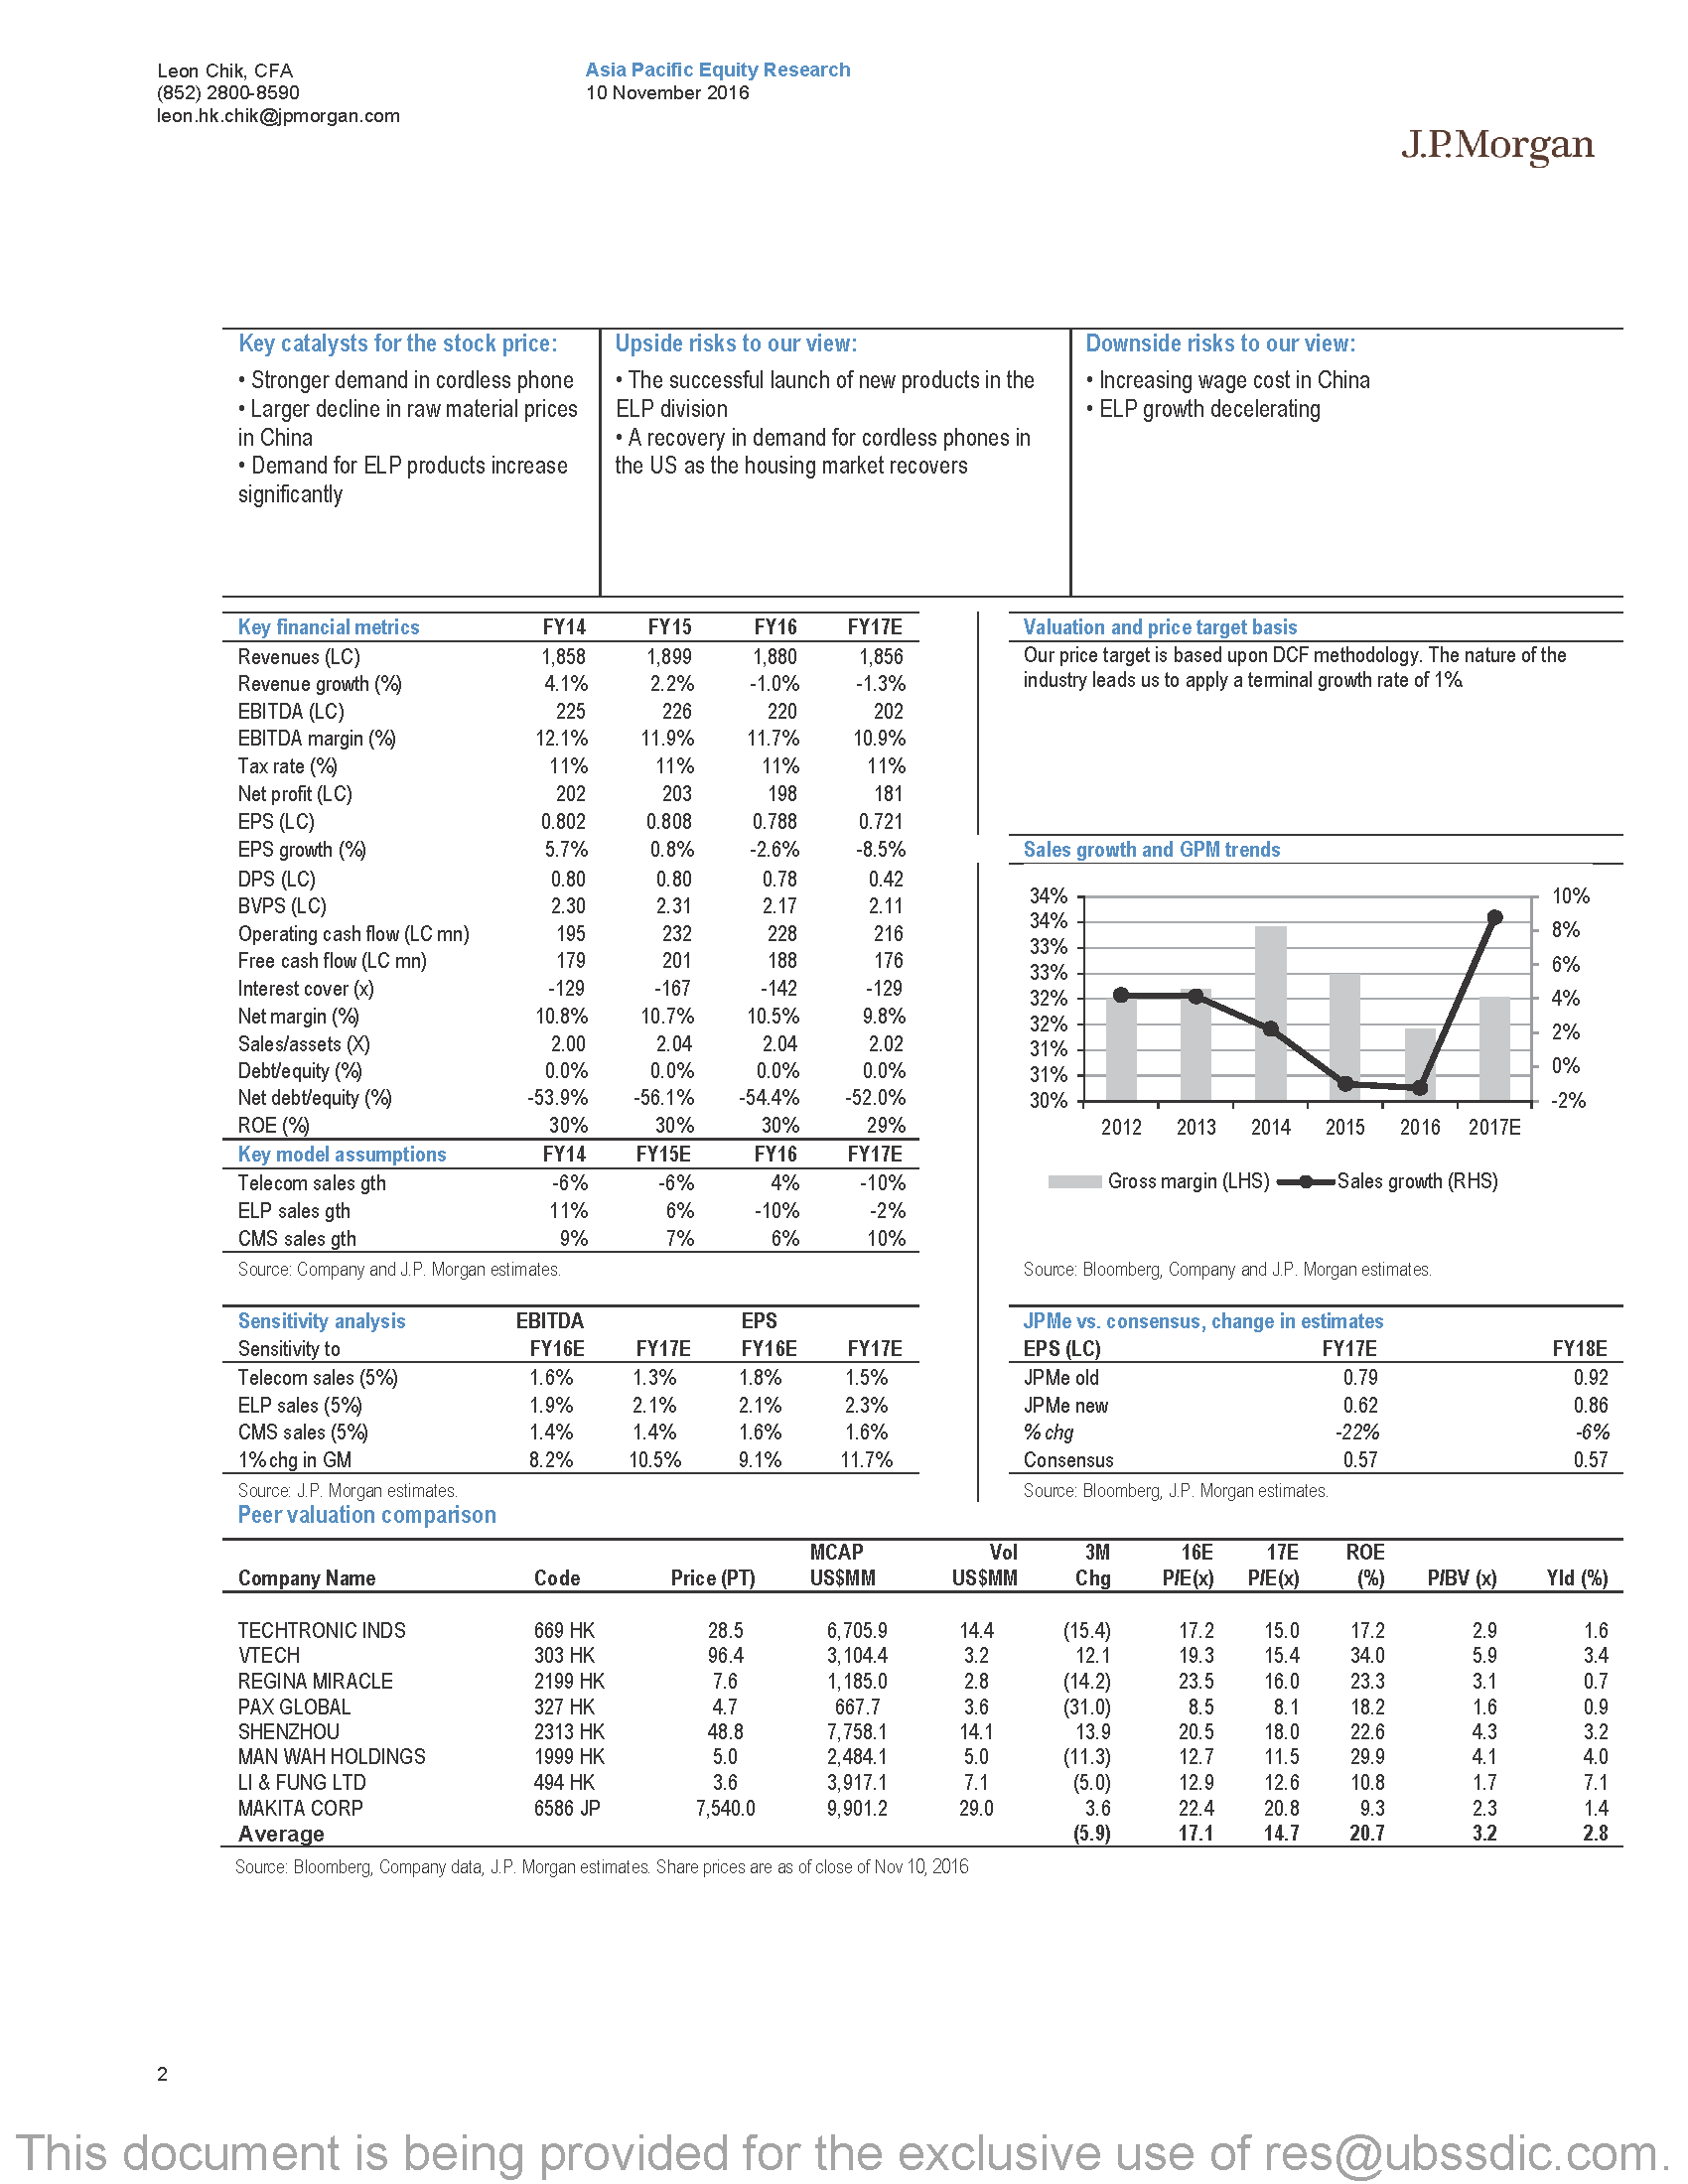 Leon Chik, CFA
(852) 2800-8590
leon.hk.chik@jpmorgan.com
Asia Pacific Equity Research
10 November 2016
J.P.Morgan
Key catalysts for the stock price:
• Stronger demand in cordless phone
• Larger decline in raw material prices
in China
• Demand for ELP products increase
significantly
Upside risks to our view:
• The successful launch of new products in the
ELP division
• A recovery in demand for cordless phones in
the US as the housing market recovers
Downside risks to our view:
• Increasing wage cost in China
• ELP growth decelerating
Key financial metrics FY14 FY15 FY16 FY17E
Revenues (LC) 1,858 1,899 1,880 1,856
Revenue growth (%) 4.1% 2.2% -1.0% -1.3%
EBITDA (LC) 225 226 220 202
EBITDA margin (%) 12.1% 11.9% 11.7% 10.9%
Tax rate (%) 11% 11% 11% 11%
Net profit (LC) 202 203 198 181
EPS (LC) 0.802 0.808 0.788 0.721
EPS growth (%) 5.7% 0.8% -2.6% -8.5%
DPS (LC) 0.80 0.80 0.78 0.42
BVPS (LC) 2.30 2.31 2.17 2.11
Operating cash flow (LC mn) 195 232 228 216
Free cash flow (LC mn) 179 201 188 176
Interest cover (x) -129 -167 -142 -129
Net margin (%) 10.8% 10.7% 10.5% 9.8%
Sales/assets (X) 2.00 2.04 2.04 2.02
Debt/equity (%) 0.0% 0.0% 0.0% 0.0%
Net debt/equity (%) -53.9% -56.1% -54.4% -52.0%
ROE (%) 30% 30% 30% 29%
Key model assumptions FY14 FY15E FY16 FY17E
Telecom sales gth -6% -6% 4% -10%
ELP sales gth 11% 6% -10% -2%
CMS sales gth 9% 7% 6% 10%
Source: Company and J.P. Morgan estimates.
Valuation and price target basis
Our price target is based upon DCF methodology. The nature of the
industry leads us to apply a terminal growth rate of 1%.
Sales growth and GPM trends
34% 10%
34% 8%
33% 6%
33% 4%
32% 2%
32% 0%
31% -2%
31%
30%
2012 2013 2014 2015 2016 2017E
Gross margin (LHS) Sales growth (RHS)
Source: Bloomberg, Company and J.P. Morgan estimates.
Sensitivity analysis EBITDA EPS
Sensitivity to FY16E FY17E FY16E FY17E
Telecom sales (5%) 1.6% 1.3% 1.8% 1.5%
ELP sales (5%) 1.9% 2.1% 2.1% 2.3%
CMS sales (5%) 1.4% 1.4% 1.6% 1.6%
1% chg in GM 8.2% 10.5% 9.1% 11.7%
Source: J.P. Morgan estimates.
JPMe vs. consensus, change in estimates
EPS (LC) FY17E FY18E
JPMe old 0.79 0.92
JPMe new 0.62 0.86
% chg -22% -6%
Consensus 0.57 0.57
Source: Bloomberg, J.P. Morgan estimates.
Peer valuation comparison
MCAP Vol 3M 16E 17E ROE
Company Name Code Price (PT) US$MM US$MM Chg P/E(x) P/E(x) (%) P/BV (x) Yld (%)
TECHTRONIC INDS 669 HK 28.5 6,705.9 14.4 (15.4) 17.2 15.0 17.2 2.9 1.6
VTECH 303 HK 96.4 3,104.4 3.2 12.1 19.3 15.4 34.0 5.9 3.4
REGINA MIRACLE 2199 HK 7.6 1,185.0 2.8 (14.2) 23.5 16.0 23.3 3.1 0.7
PAX GLOBAL 327 HK 4.7 667.7 3.6 (31.0) 8.5 8.1 18.2 1.6 0.9
SHENZHOU 2313 HK 48.8 7,758.1 14.1 13.9 20.5 18.0 22.6 4.3 3.2
MAN WAH HOLDINGS 1999 HK 5.0 2,484.1 5.0 (11.3) 12.7 11.5 29.9 4.1 4.0
LI & FUNG LTD 494 HK 3.6 3,917.1 7.1 (5.0) 12.9 12.6 10.8 1.7 7.1
MAKITA CORP 6586 JP 7,540.0 9,901.2 29.0 3.6 22.4 20.8 9.3 2.3 1.4
Average (5.9) 17.1 14.7 20.7 3.2 2.8
Source: Bloomberg, Company data, J.P. Morgan estimates. Share prices are as of close of Nov 10, 2016
2
This document is being provided for the exclusive use of res@ubssdic.com.